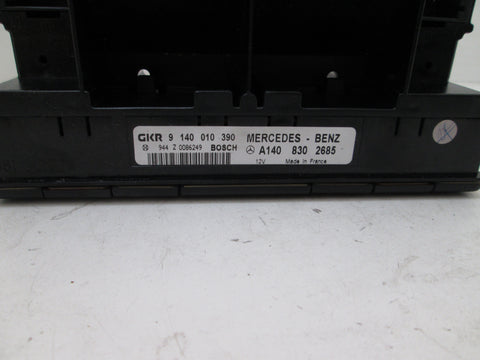 GKR 9 140 010 390 MERCEDES - BENZ
944 Z 0086249 BOSCH A140 830 2685
12V Made in France